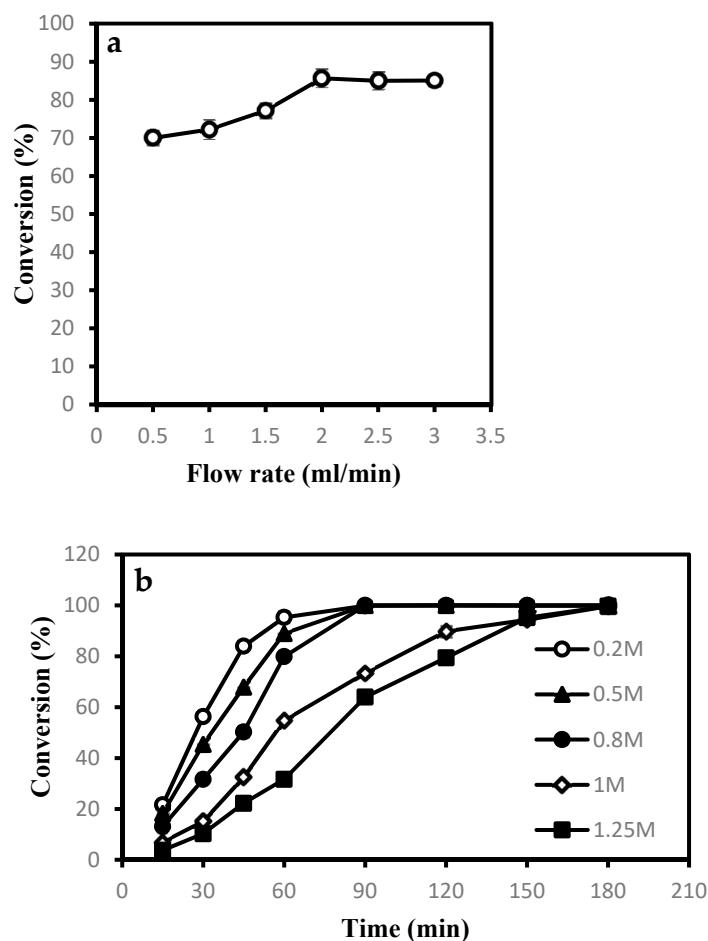 a
Conversion (%)
100
90
80
70
60
50
40
30
20
10
0
0 0.5 1 1.5 2 2.5 3 3.5
Flow rate (ml/min)
b
Conversion (%)
120
100
80
60
40
20
0
0.2M
0.5M
0.8M
1M
1.25M
0 30 60 90 120 150 180 210
Time (min)